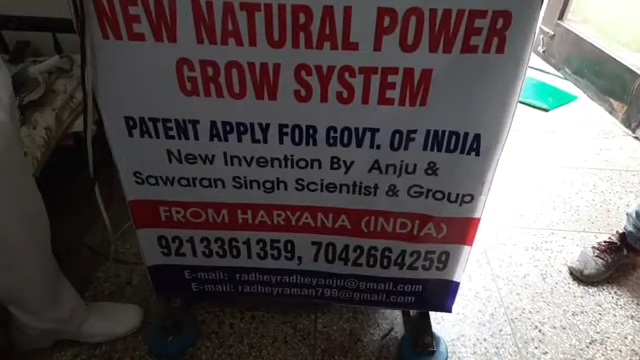 NEW NATURAL POWER
GROW SYSTEM
PATENT APPLY FOR GOVT. OF INDIA
New Invention By Anju &
Sawaran Singh Scientist & Group
FROM HARYANA (INDIA)
9213361359, 7042664259
E-mail: radheyradheyanju@gmail.com
E-mail: radheyraman799@gmail.com